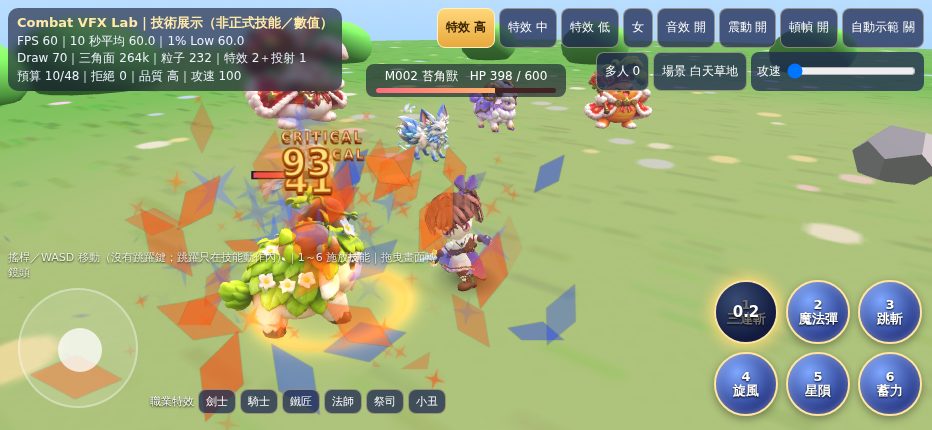 Combat VFX Lab｜技術展示（非正式技能／數值）
FPS 60｜10 秒平均 60.0｜1% Low 60.0
Draw 70｜三角面 264k｜粒子 232｜特效 2＋投射 1
預算 10/48｜拒絕 0｜品質 高｜攻速 100
特效 高
特效 中
特效 低
女
音效 開
震動 開
頓幀 開
自動示範 關
多人 0
場景 白天草地
攻速
M002 苔角獸 HP 398 / 600
CRITICAL
CAL
93
41
搖桿／WASD 移動（沒有跳躍鍵；跳躍只在技能動作內）｜1～6 施放技能｜拖曳畫面轉
鏡頭
1
0.2
三連斬
2
魔法彈
3
跳斬
4
旋風
5
星隕
6
蓄力
職業特效
劍士
騎士
鐵匠
法師
祭司
小丑